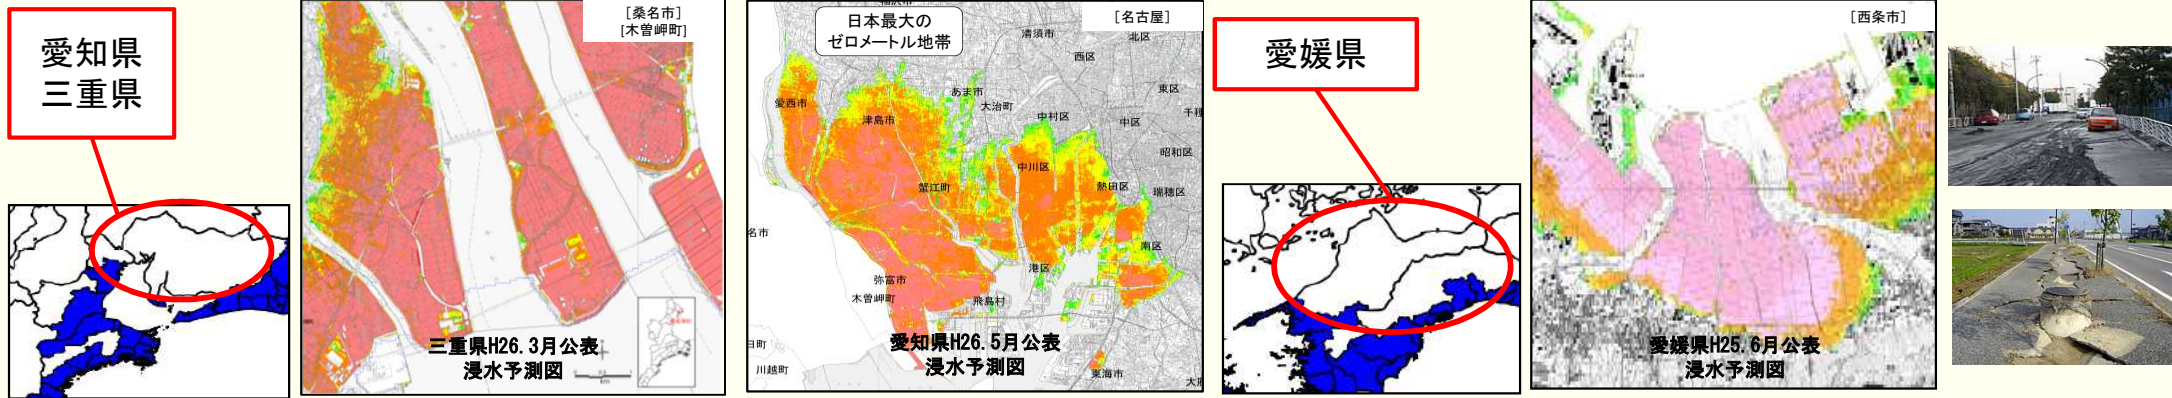 愛知県
三重県
[桑名市]
[木曽岬町]
三重県H26.3月公表
浸水予測図
日本最大の
ゼロメートル地帯
[名古屋]
清須市
北区
西区
愛西市
あま市
大治町
東区
津島市
中村区
中区
千種
昭和区
中川区
蟹江町
熱田区
瑞穂区
名市
南区
港区
弥富市
木曽岬町
飛島村
愛知県H26.5月公表
浸水予測図
日町
川越町
東海市
大府
愛媛県
[西条市]
愛媛県H25.6月公表
浸水予測図